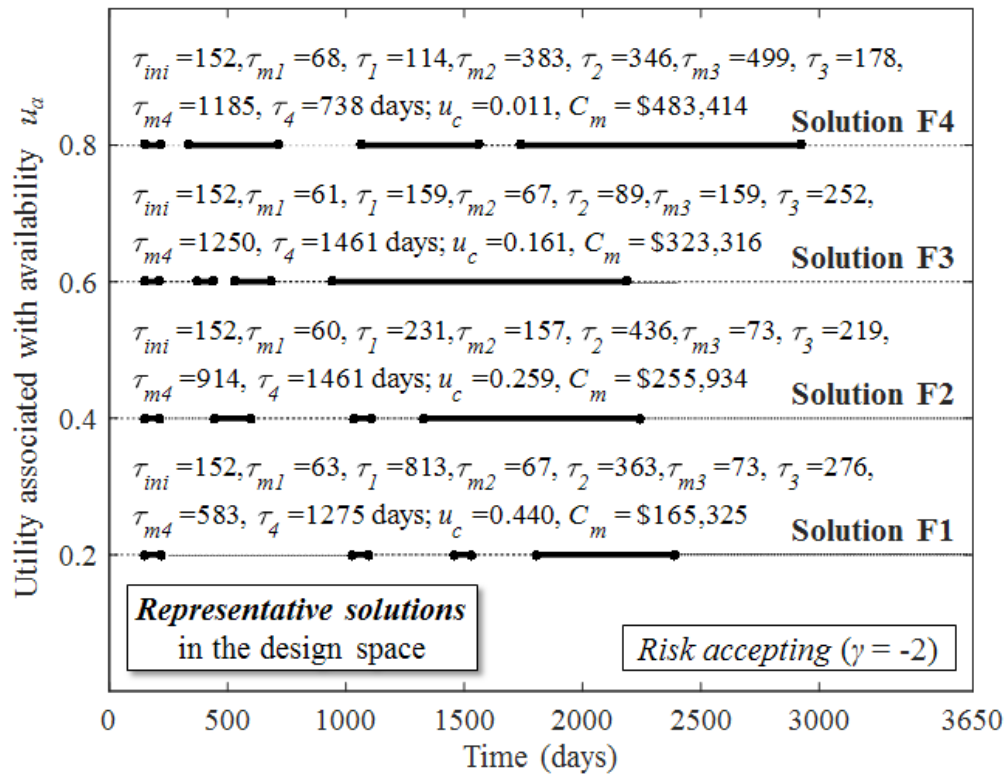 τini =152,τm1 =68, τ1 =114,τm2 =383, τ2 =346,τm3 =499, τ3 =178,
τm4 =1185, τ4 =738 days; uc =0.011, Cm =$483,414
Solution F4
0.8
τini =152,τm1 =61, τ1 =159,τm2 =67, τ2 =89,τm3 =159, τ3 =252,
τm4 =1250, τ4 =1461 days; uc =0.161, Cm =$323,316
Solution F3
0.6
τini =152,τm1 =60, τ1 =231,τm2 =157, τ2 =436,τm3 =73, τ3 =219,
τm4 =914, τ4 =1461 days; uc =0.259, Cm =$255,934
Solution F2
0.4
τini =152,τm1 =63, τ1 =813,τm2 =67, τ2 =363,τm3 =73, τ3 =276,
τm4 =583, τ4 =1275 days; uc =0.440, Cm =$165,325
Solution F1
0.2
Utility associated with availability ua
Representative solutions
in the design space
Risk accepting (γ = -2)
0 500 1000 1500 2000 2500 3000 3650
Time (days)